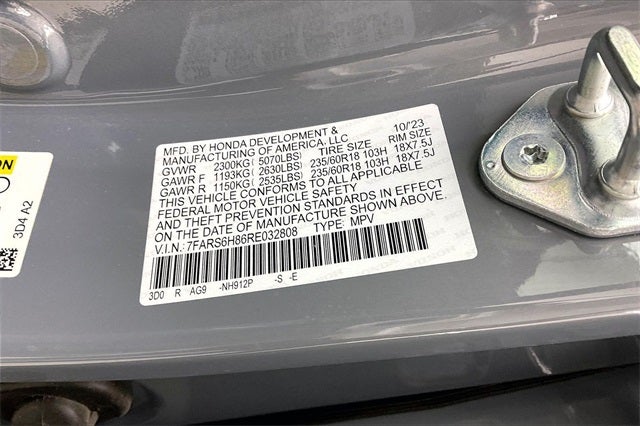 MFD. BY HONDA DEVELOPMENT & 10/'23
MANUFACTURING OF AMERICA, LLC
GVWR 2300KG( 5070LBS) TIRE SIZE RIM SIZE
GAWR F 1193KG( 2630LBS) 235/60R18 103H 18X7.5J
GAWR R 1150KG( 2535LBS) 235/60R18 103H 18X7.5J
THIS VEHICLE CONFORMS TO ALL APPLICABLE
FEDERAL MOTOR VEHICLE SAFETY
AND THEFT PREVENTION STANDARDS IN EFFECT
ON THE DATE OF MANUFACTURE SHOWN ABOVE.
V.I.N: 7FARS6H86RE032808 TYPE: MPV
3D0 R AG9 -NH912P -S -E
3D4 A2